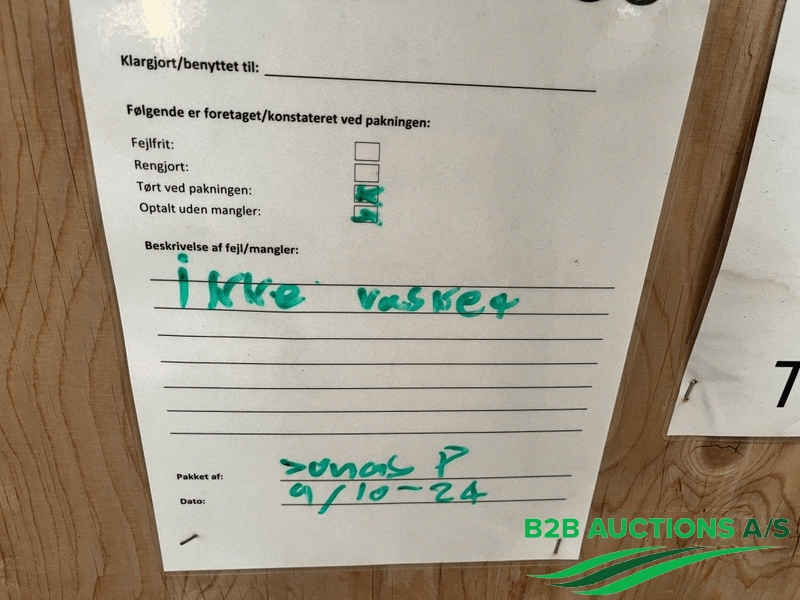 Klargjort/benyttet til:
Følgende er foretaget/konstateret ved pakningen:
Fejlfrit:
Rengjort:
Tørt ved pakningen:
Optalt uden mangler:
Beskrivelse af fejl/mangler:
ikke vasket
Pakket af: Jonas P
Dato: 9/10-24
T
B2B AUCTIONS A/S